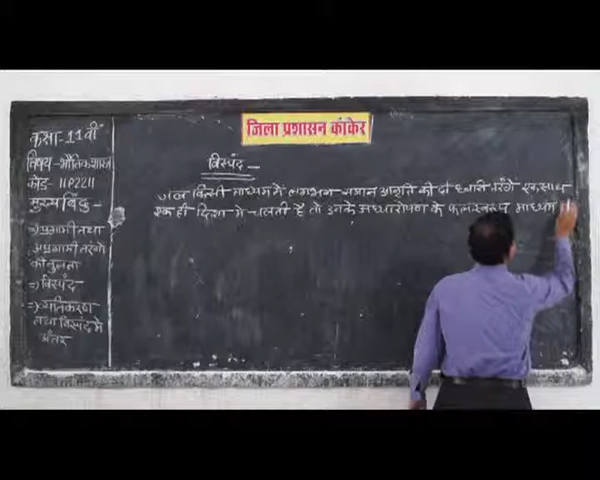 जिला प्रशासन कांकेर
कक्षा-11वीं
विषय-भौतिकशास्त्र
कोड-11P2211
मुख्य बिंदु-
=) प्रगामी तथा
अप्रगामी तरंगो
की तुलना
=) विस्पंद
=) व्यतिकरण
तथा विस्पंद मे
अंतर
विस्पंद -
जब किसी माध्यम में लगभग समान आवृत्ति की दो ध्वनि तरंगे एक साथ
एक ही दिशा मे चलती है तो उनके अध्यारोपण के फलस्वरूप माध्यम